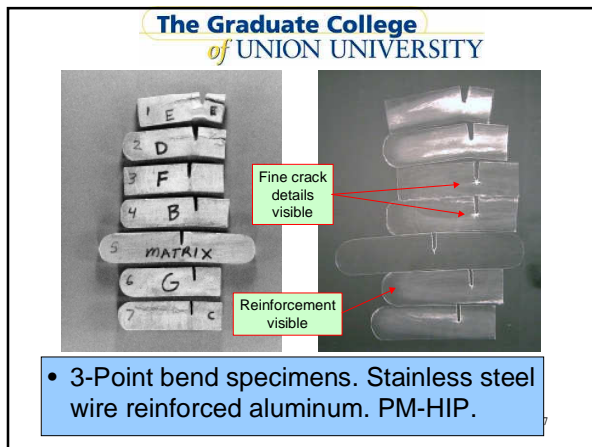 The Graduate College
of UNION UNIVERSITY
1 E E
2 D
3 F
4 B
5 MATRIX
6 G
7 C
Fine crack
details
visible
Reinforcement
visible
• 3-Point bend specimens. Stainless steel
wire reinforced aluminum. PM-HIP.
7